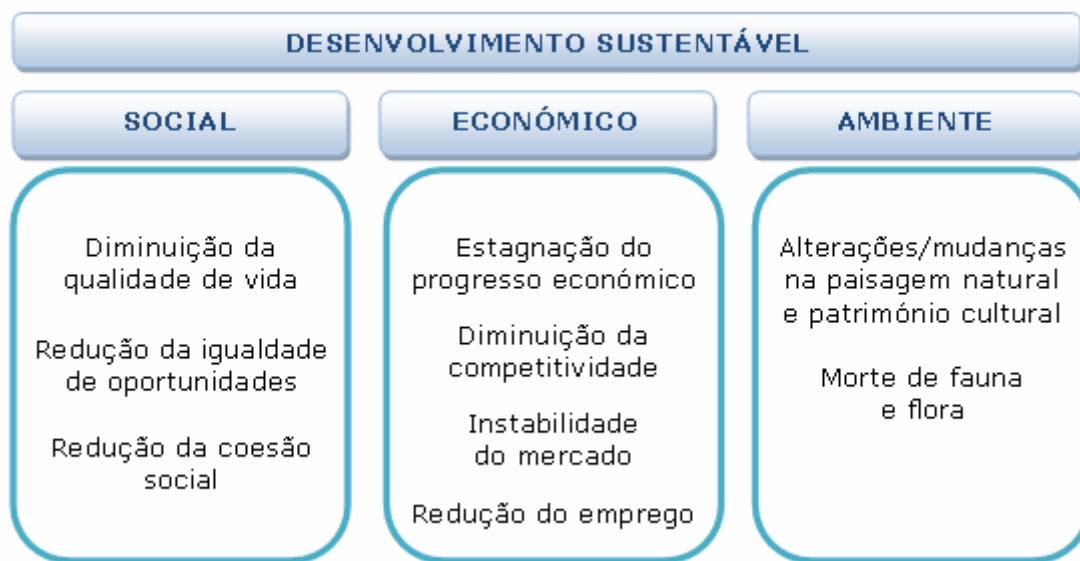 DESENVOLVIMENTO SUSTENTÁVEL
SOCIAL
Diminuição da
qualidade de vida
Redução da igualdade
de oportunidades
Redução da coesão
social
ECONÓMICO
Estagnação do
progresso económico
Diminuição da
competitividade
Instabilidade
do mercado
Redução do emprego
AMBIENTE
Alterações/mudanças
na paisagem natural
e património cultural
Morte de fauna
e flora